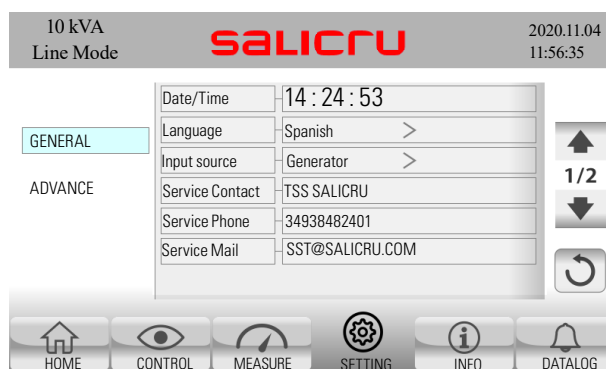 10 kVA
Line Mode
salicru
2020.11.04
11:56:35
GENERAL
ADVANCE
Date/Time 14 : 24 : 53
Language Spanish >
Input source Generator >
Service Contact TSS SALICRU
Service Phone 34938482401
Service Mail SST@SALICRU.COM
1/2
HOME CONTROL MEASURE SETTING INFO DATALOG